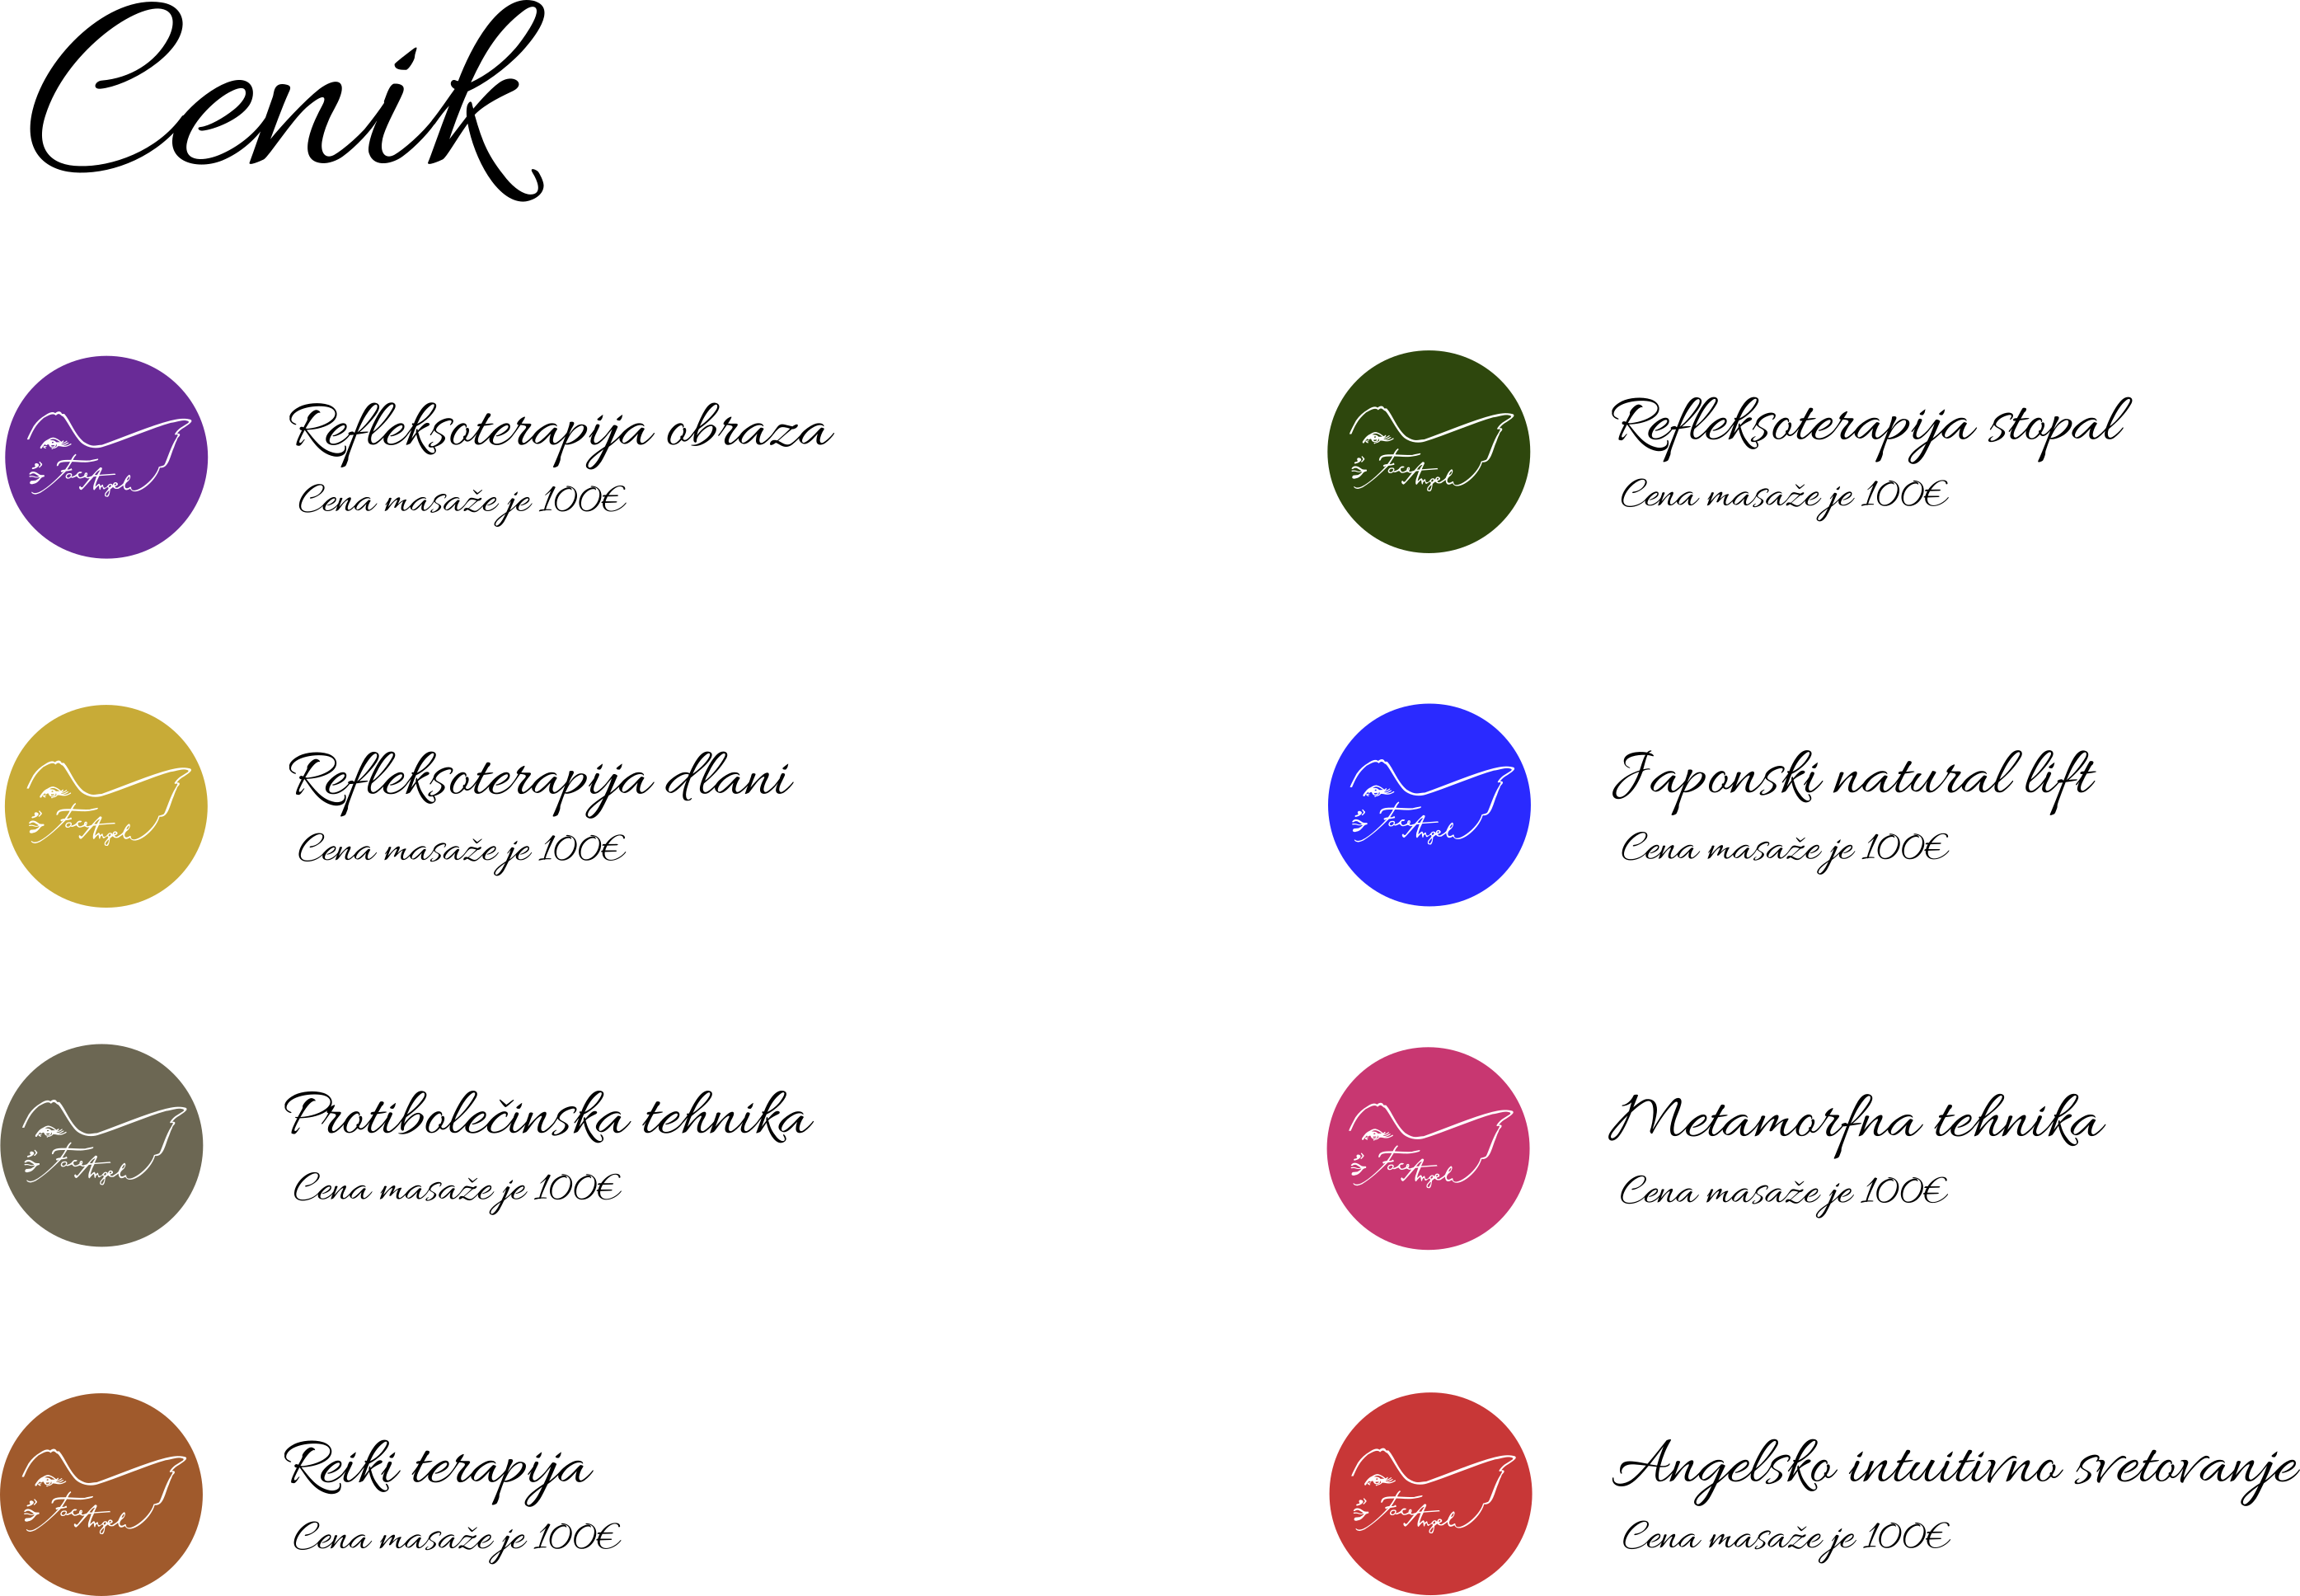 Cenik
Face Angel
Refleksoterapija obraza
Cena masaže je 100€
Face Angel
Refleksoterapija stopal
Cena masaže je 100€
Face Angel
Refleksoterapija dlani
Cena masaže je 100€
Face Angel
Japonski natural lift
Cena masaže je 100€
Face Angel
Protibolečinska tehnika
Cena masaže je 100€
Face Angel
Metamorfna tehnika
Cena masaže je 100€
Face Angel
Reiki terapija
Cena masaže je 100€
Face Angel
Angelsko intuitivno svetovanje
Cena masaže je 100€